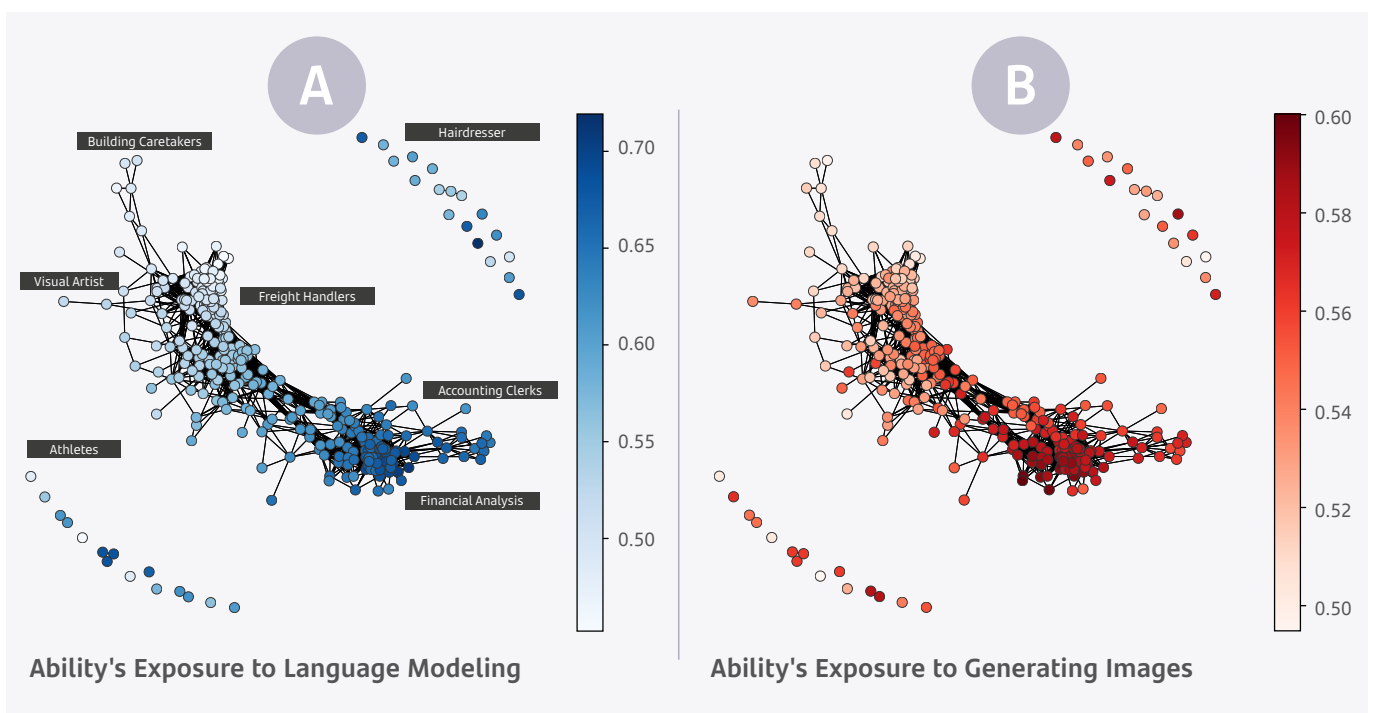 A
B
Building Caretakers
Hairdresser
Visual Artist
Freight Handlers
Accounting Clerks
Athletes
Financial Analysis
0.70
0.65
0.60
0.55
0.50
0.60
0.58
0.56
0.54
0.52
0.50
Ability's Exposure to Language Modeling
Ability's Exposure to Generating Images